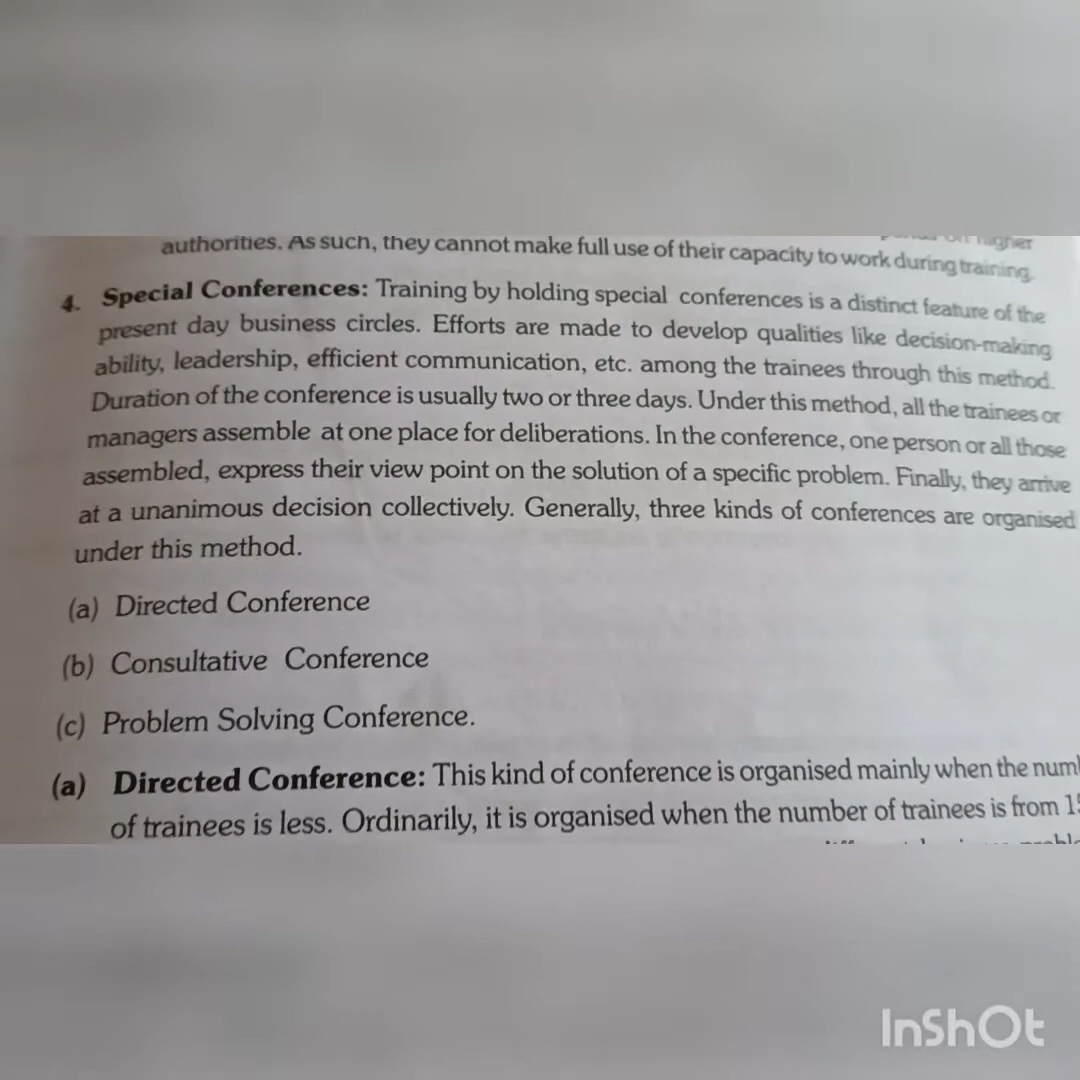 authorities. As such, they cannot make full use of their capacity to work during training.
4. Special Conferences: Training by holding special conferences is a distinct feature of the
present day business circles. Efforts are made to develop qualities like decision-making
ability, leadership, efficient communication, etc. among the trainees through this method.
Duration of the conference is usually two or three days. Under this method, all the trainees or
managers assemble at one place for deliberations. In the conference, one person or all those
assembled, express their view point on the solution of a specific problem. Finally, they arrive
at a unanimous decision collectively. Generally, three kinds of conferences are organised
under this method.
(a) Directed Conference
(b) Consultative Conference
(c) Problem Solving Conference.
(a) Directed Conference: This kind of conference is organised mainly when the
of trainees is less. Ordinarily, it is organised when the number of trainees is from
InShOt